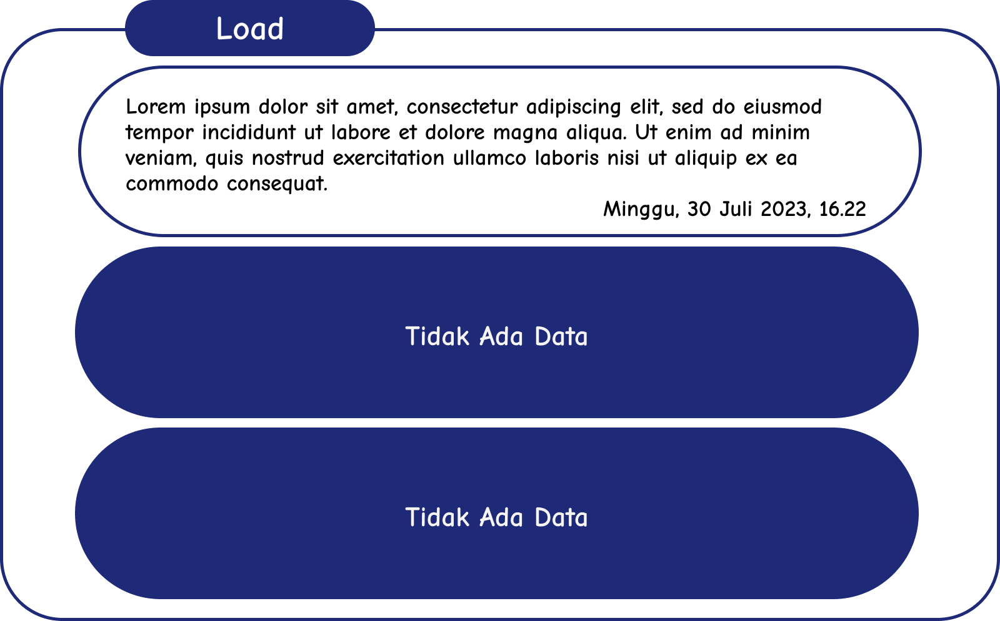 Load
Lorem ipsum dolor sit amet, consectetur adipiscing elit, sed do eiusmod
tempor incididunt ut labore et dolore magna aliqua. Ut enim ad minim
veniam, quis nostrud exercitation ullamco laboris nisi ut aliquip ex ea
commodo consequat.
Minggu, 30 Juli 2023, 16.22
Tidak Ada Data
Tidak Ada Data